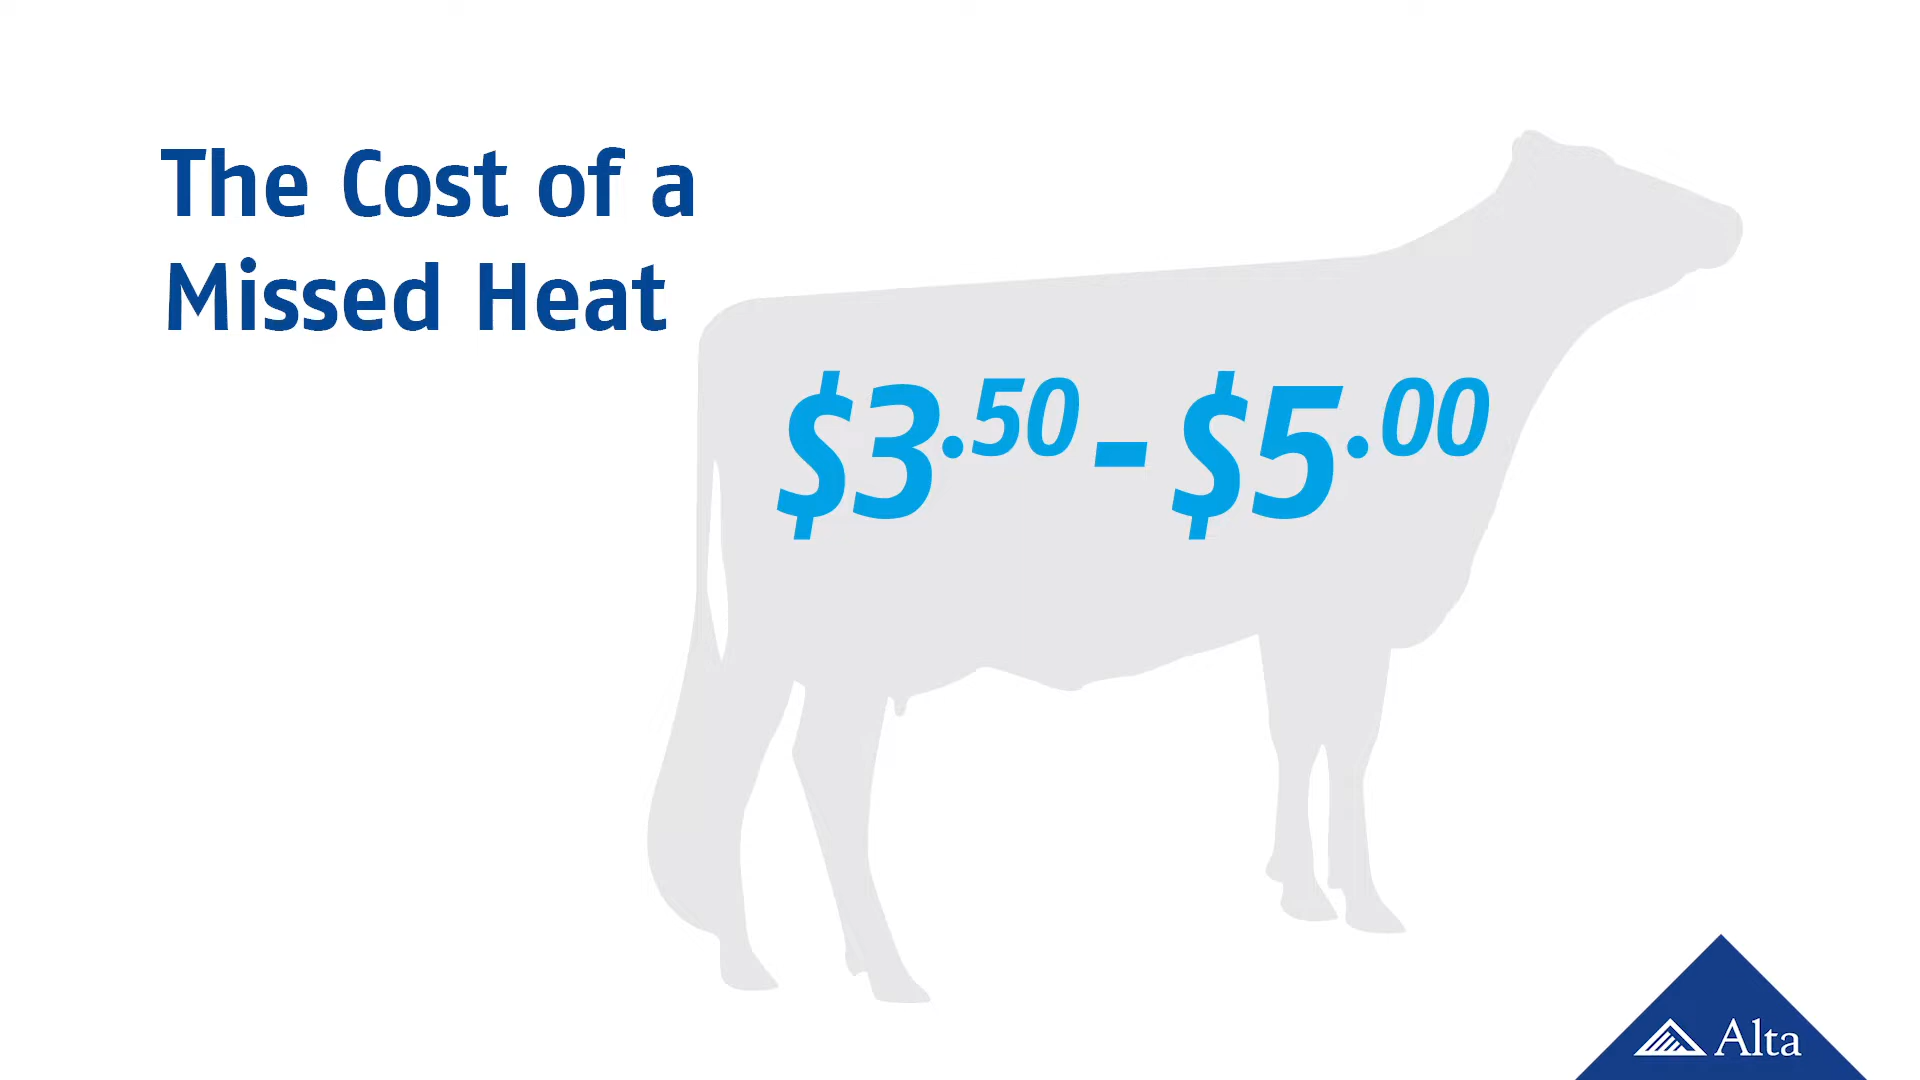 The Cost of a
Missed Heat
$3.50 - $5.00
Alta